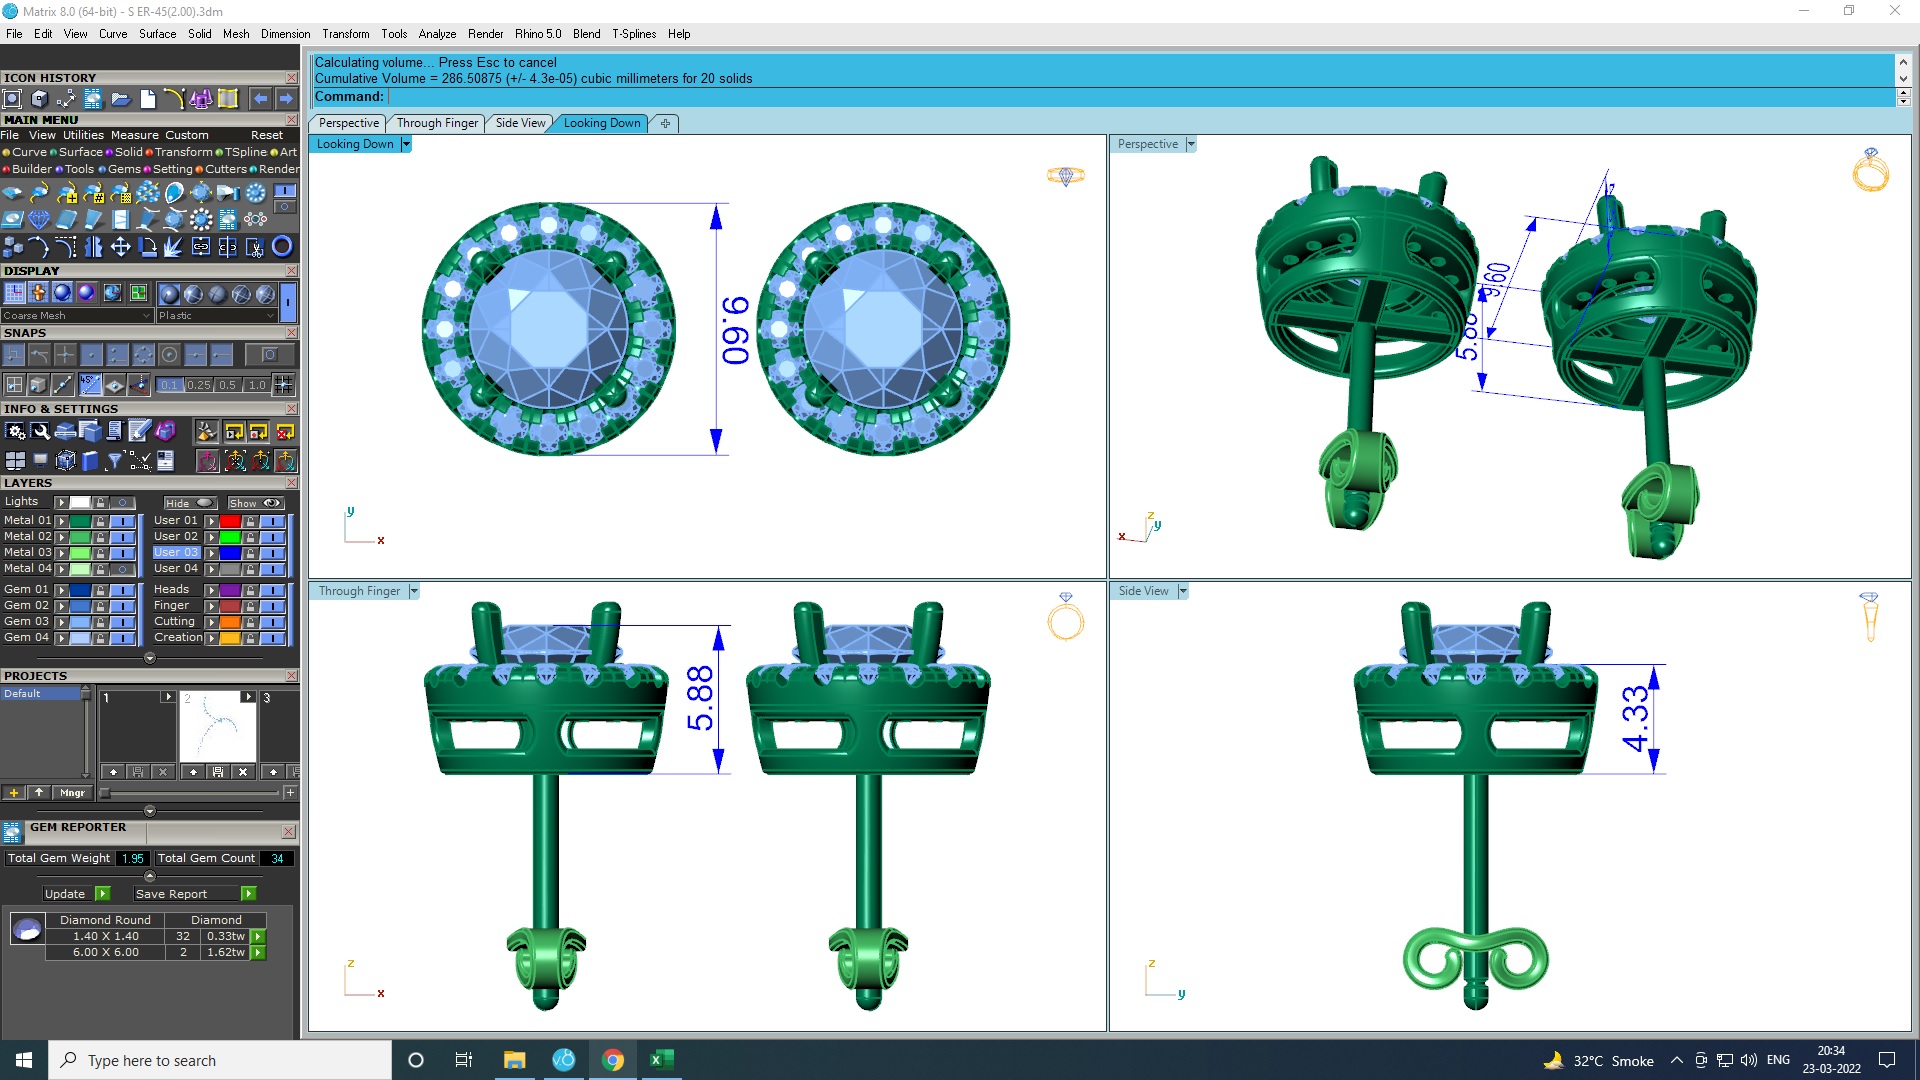 Matrix 8.0 (64-bit) - S ER-45(2.00).3dm
File Edit View Curve Surface Solid Mesh Dimension Transform Tools Analyze Render Rhino 5.0 Blend T-Splines Help
ICON HISTORY
MAIN MENU
File View Utilities Measure Custom Reset
Curve Surface Solid Transform TSpline Art
Builder Tools Gems Setting Cutters Render
DISPLAY
Coarse Mesh Plastic
SNAPS
45°
0.1 0.25 0.5 1.0
INFO & SETTINGS
LAYERS
Lights Hide Show
Metal 01 User 01
Metal 02 User 02
Metal 03 User 03
Metal 04 User 04
Gem 01 Heads
Gem 02 Finger
Gem 03 Cutting
Gem 04 Creation
PROJECTS
Default 1 2 3
Mngr
GEM REPORTER
Total Gem Weight 1.95 Total Gem Count 34
Update Save Report
Diamond Round Diamond
1.40 X 1.40 32 0.33tw
6.00 X 6.00 2 1.62tw
Calculating volume... Press Esc to cancel
Cumulative Volume = 286.50875 (+/- 4.3e-05) cubic millimeters for 20 solids
Command:
Perspective Through Finger Side View Looking Down
Looking Down
9.60
y
x
Perspective
9.60
5.88
z
y
x
Through Finger
5.88
z
x
Side View
4.33
z
y
Type here to search
32°C Smoke ENG
20:34
23-03-2022